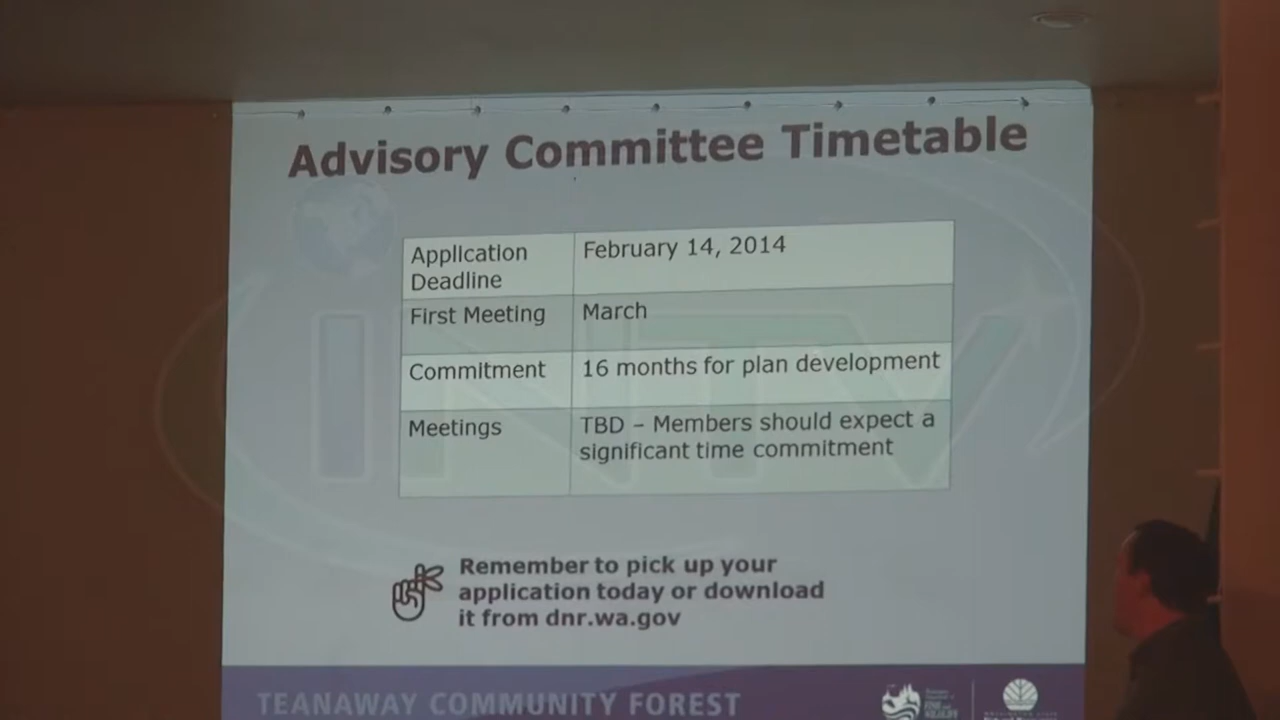 Advisory Committee Timetable
Application
Deadline
February 14, 2014
First Meeting
March
Commitment
16 months for plan development
Meetings
TBD – Members should expect a
significant time commitment
Remember to pick up your
application today or download
it from dnr.wa.gov
TEANAWAY COMMUNITY FOREST
INTV